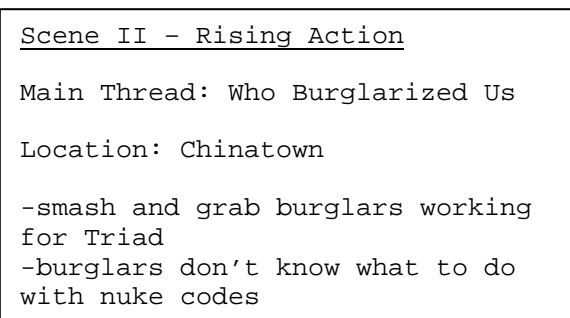 Scene II – Rising Action
Main Thread: Who Burglarized Us
Location: Chinatown
-smash and grab burglars working
for Triad
-burglars don’t know what to do
with nuke codes